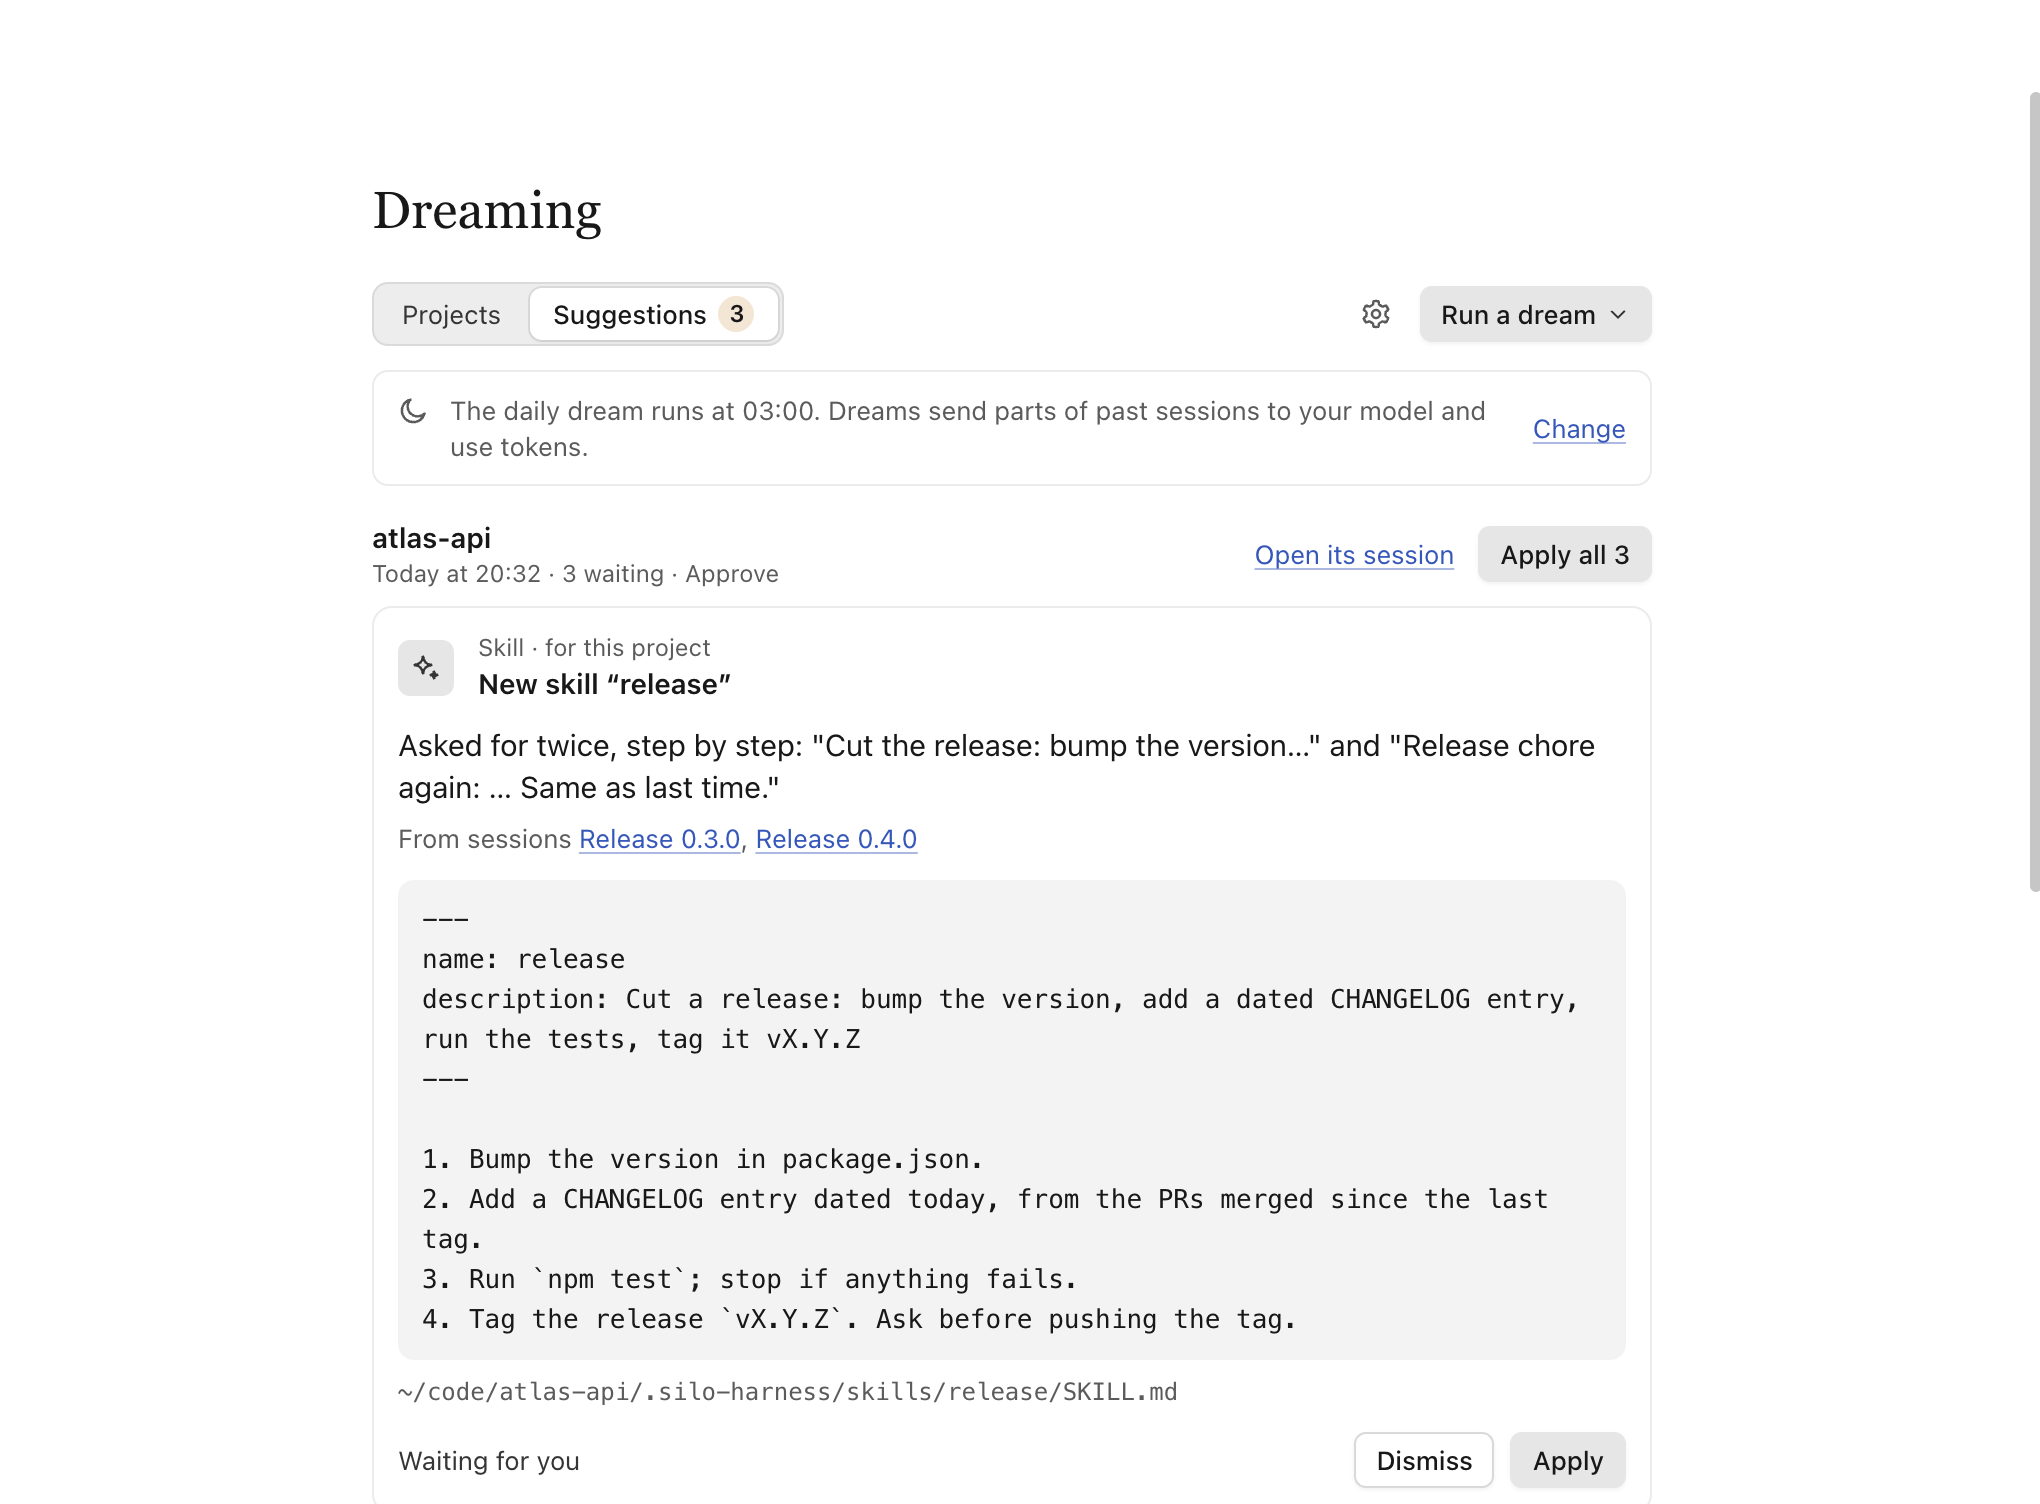 Dreaming
Projects
Suggestions 3
Run a dream
The daily dream runs at 03:00. Dreams send parts of past sessions to your model and
use tokens.
Change
atlas-api
Today at 20:32 · 3 waiting · Approve
Open its session
Apply all 3
Skill · for this project
New skill “release”
Asked for twice, step by step: "Cut the release: bump the version..." and "Release chore
again: ... Same as last time."
From sessions Release 0.3.0, Release 0.4.0
---
name: release
description: Cut a release: bump the version, add a dated CHANGELOG entry,
run the tests, tag it vX.Y.Z
---
1. Bump the version in package.json.
2. Add a CHANGELOG entry dated today, from the PRs merged since the last
tag.
3. Run `npm test`; stop if anything fails.
4. Tag the release `vX.Y.Z`. Ask before pushing the tag.
~/code/atlas-api/.silo-harness/skills/release/SKILL.md
Waiting for you
Dismiss
Apply